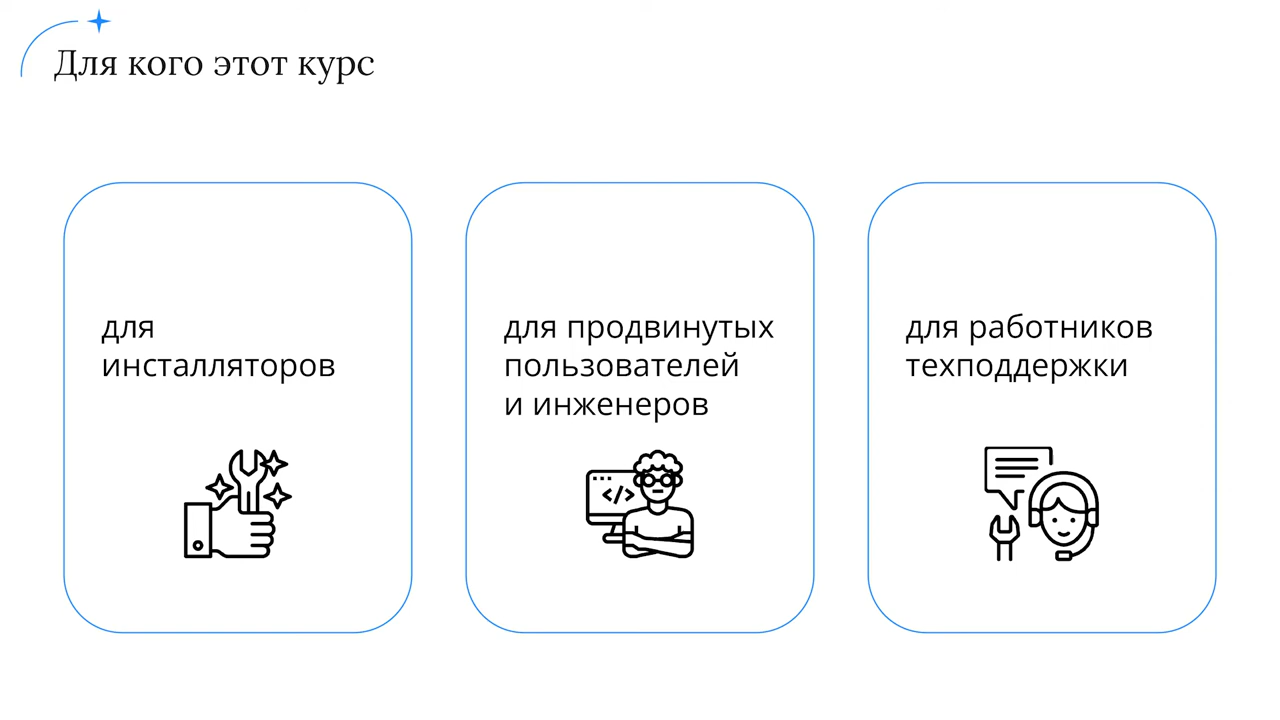 Для кого этот курс
для
инсталляторов
для продвинутых
пользователей
и инженеров
для работников
техподдержки